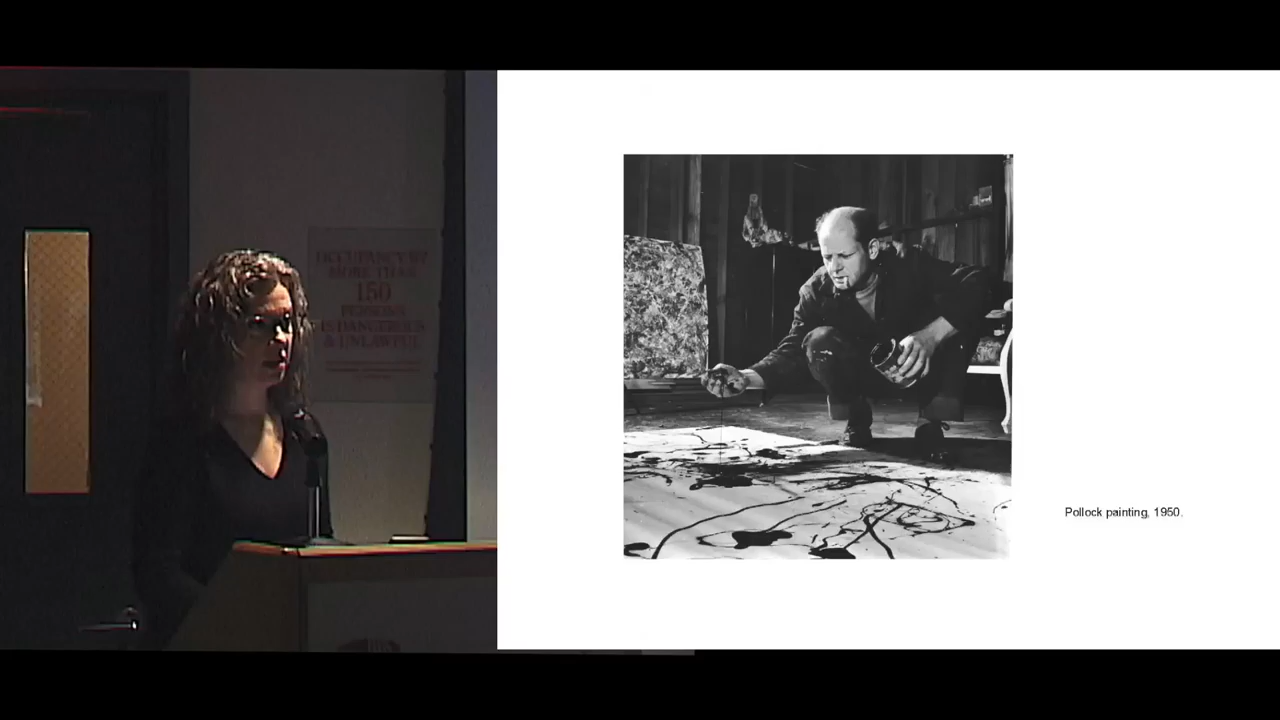 OCCUPANCY BY
MORE THAN
150
PERSONS
IS DANGEROUS
& UNLAWFUL
Pollock painting, 1950.